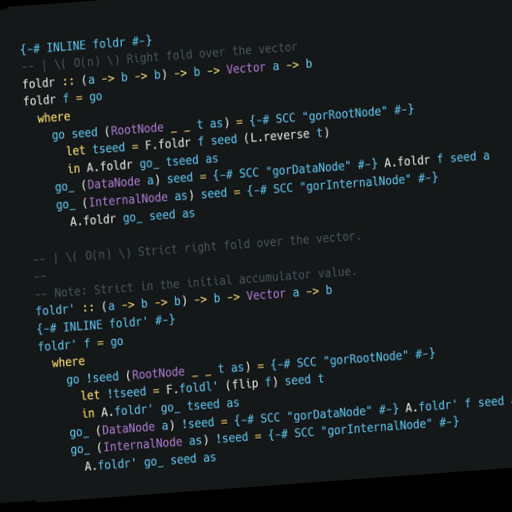 {-# INLINE foldr #-}
-- | \( O(n) \) Right fold over the vector
foldr :: (a -> b -> b) -> b -> Vector a -> b
foldr f = go
where
go seed (RootNode _ _ t as) = {-# SCC "gorRootNode" #-}
let tseed = F.foldr f seed (L.reverse t)
in A.foldr go_ tseed as
go_ (DataNode a) seed = {-# SCC "gorDataNode" #-} A.foldr f seed a
go_ (InternalNode as) seed = {-# SCC "gorInternalNode" #-}
A.foldr go_ seed as
-- | \( O(n) \) Strict right fold over the vector.
--
-- Note: Strict in the initial accumulator value.
foldr' :: (a -> b -> b) -> b -> Vector a -> b
{-# INLINE foldr' #-}
foldr' f = go
where
go !seed (RootNode _ _ t as) = {-# SCC "gorRootNode" #-}
let !tseed = F.foldl' (flip f) seed t
in A.foldr' go_ tseed as
go_ (DataNode a) !seed = {-# SCC "gorDataNode" #-} A.foldr' f seed a
go_ (InternalNode as) !seed = {-# SCC "gorInternalNode" #-}
A.foldr' go_ seed as